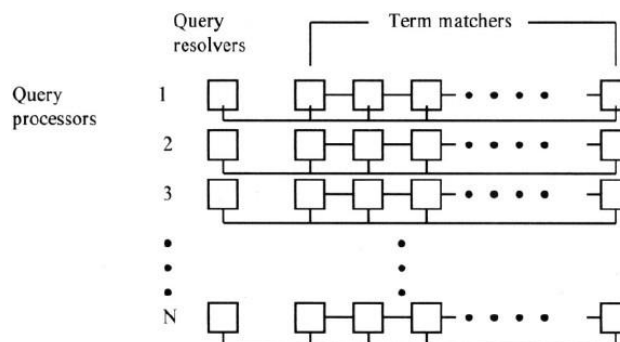 Query
resolvers
Term matchers
Query
processors
1
2
3
N